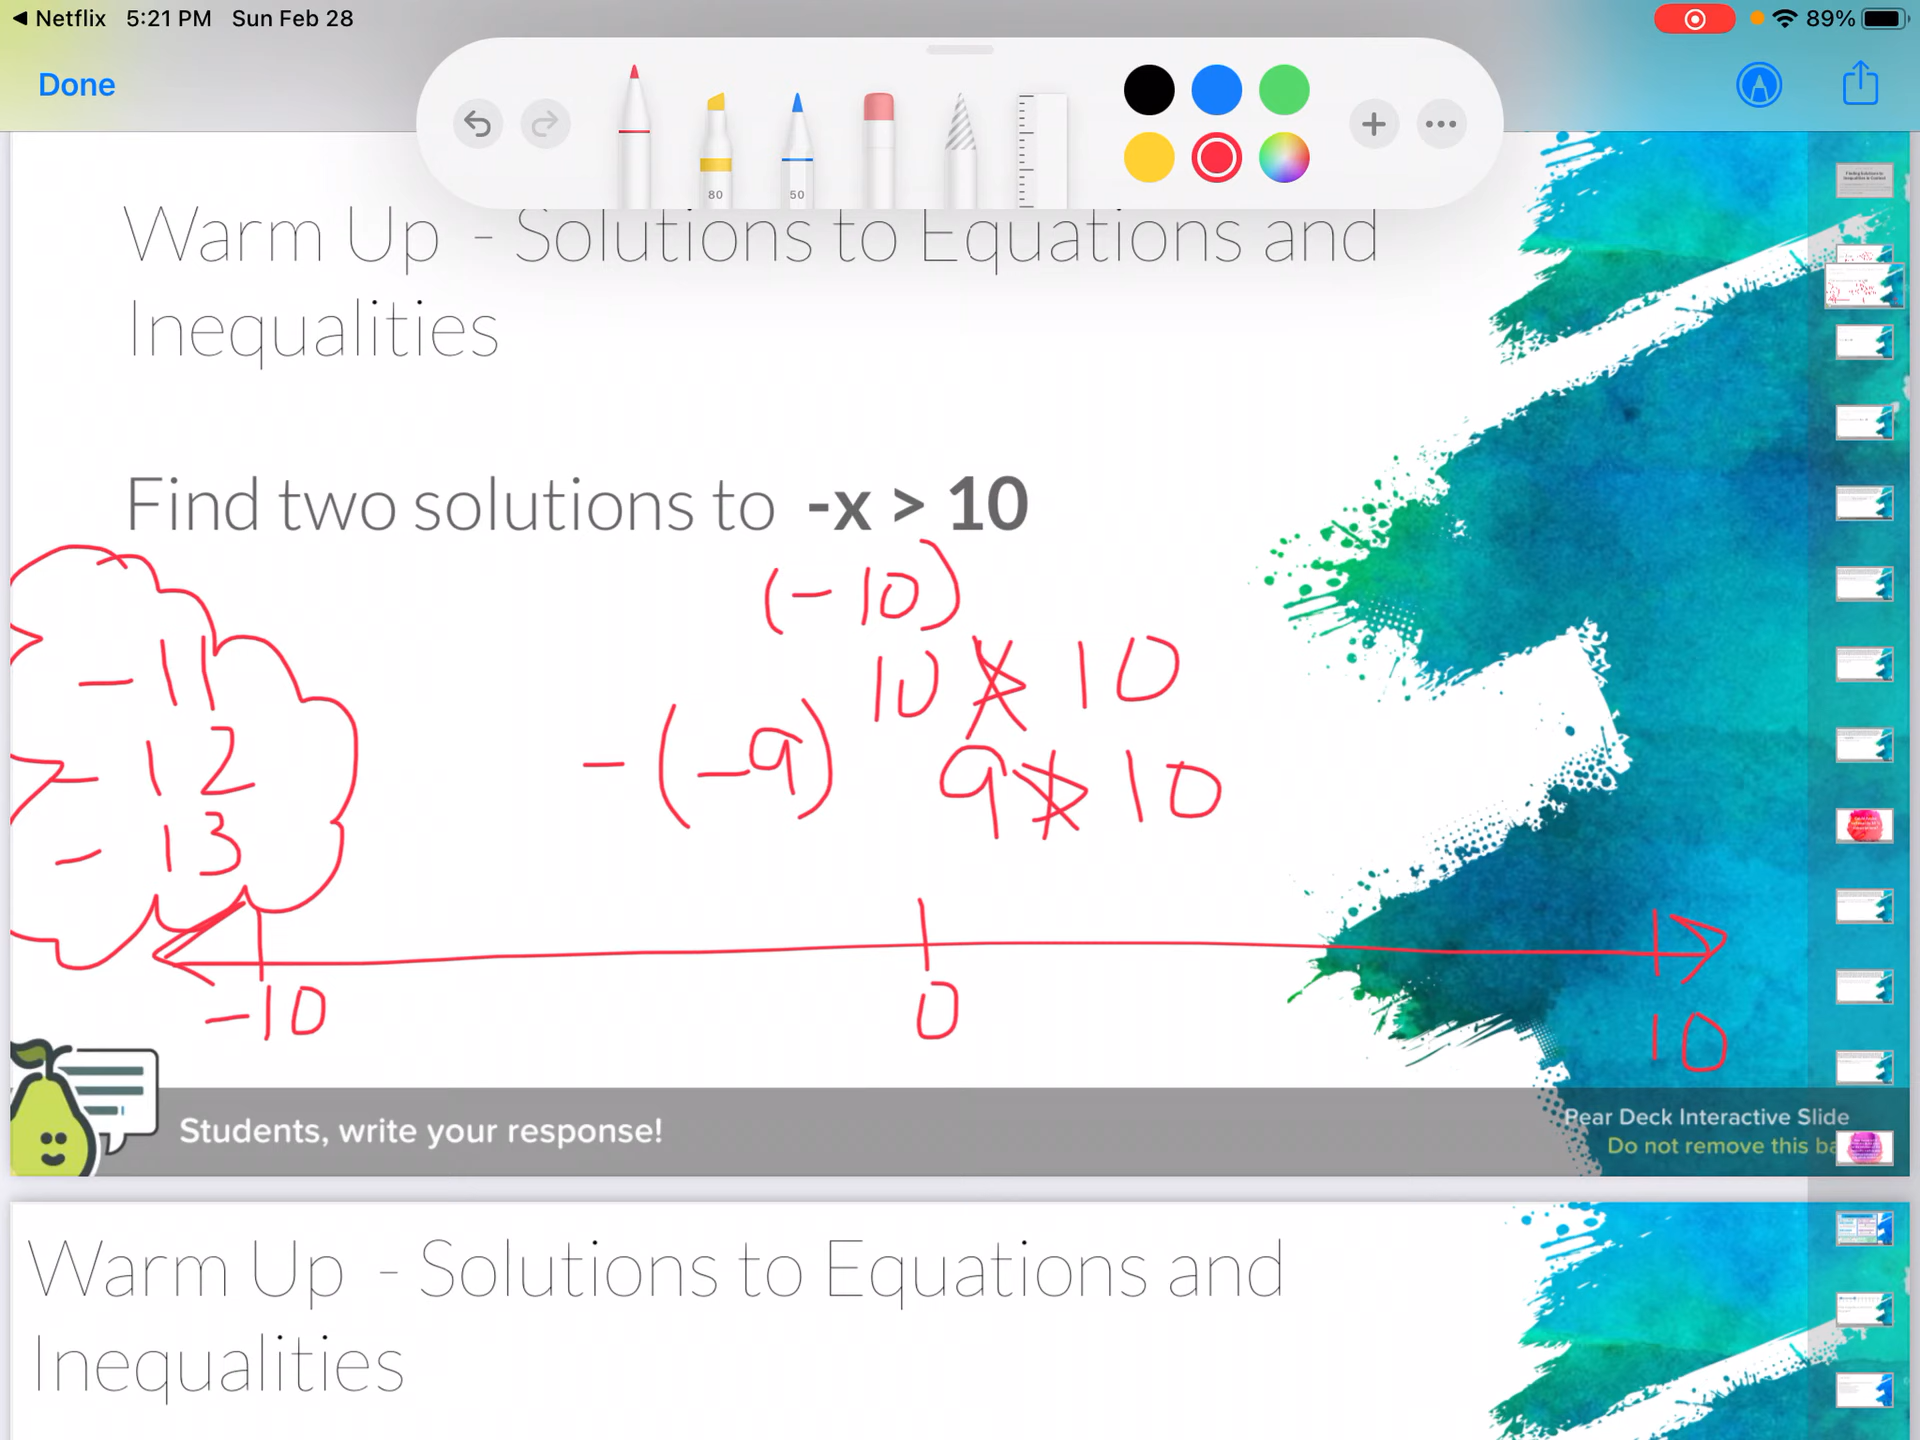 Netflix 5:21 PM Sun Feb 28 89%
Done
80 50
Warm Up - Solutions to Equations and
Inequalities
Find two solutions to -x > 10
(-10)
10 > 10
-(-9) 9 > 10
-11
-12
-13
-10 0 10
Students, write your response!
Pear Deck Interactive Slide
Do not remove this ba
Warm Up - Solutions to Equations and
Inequalities